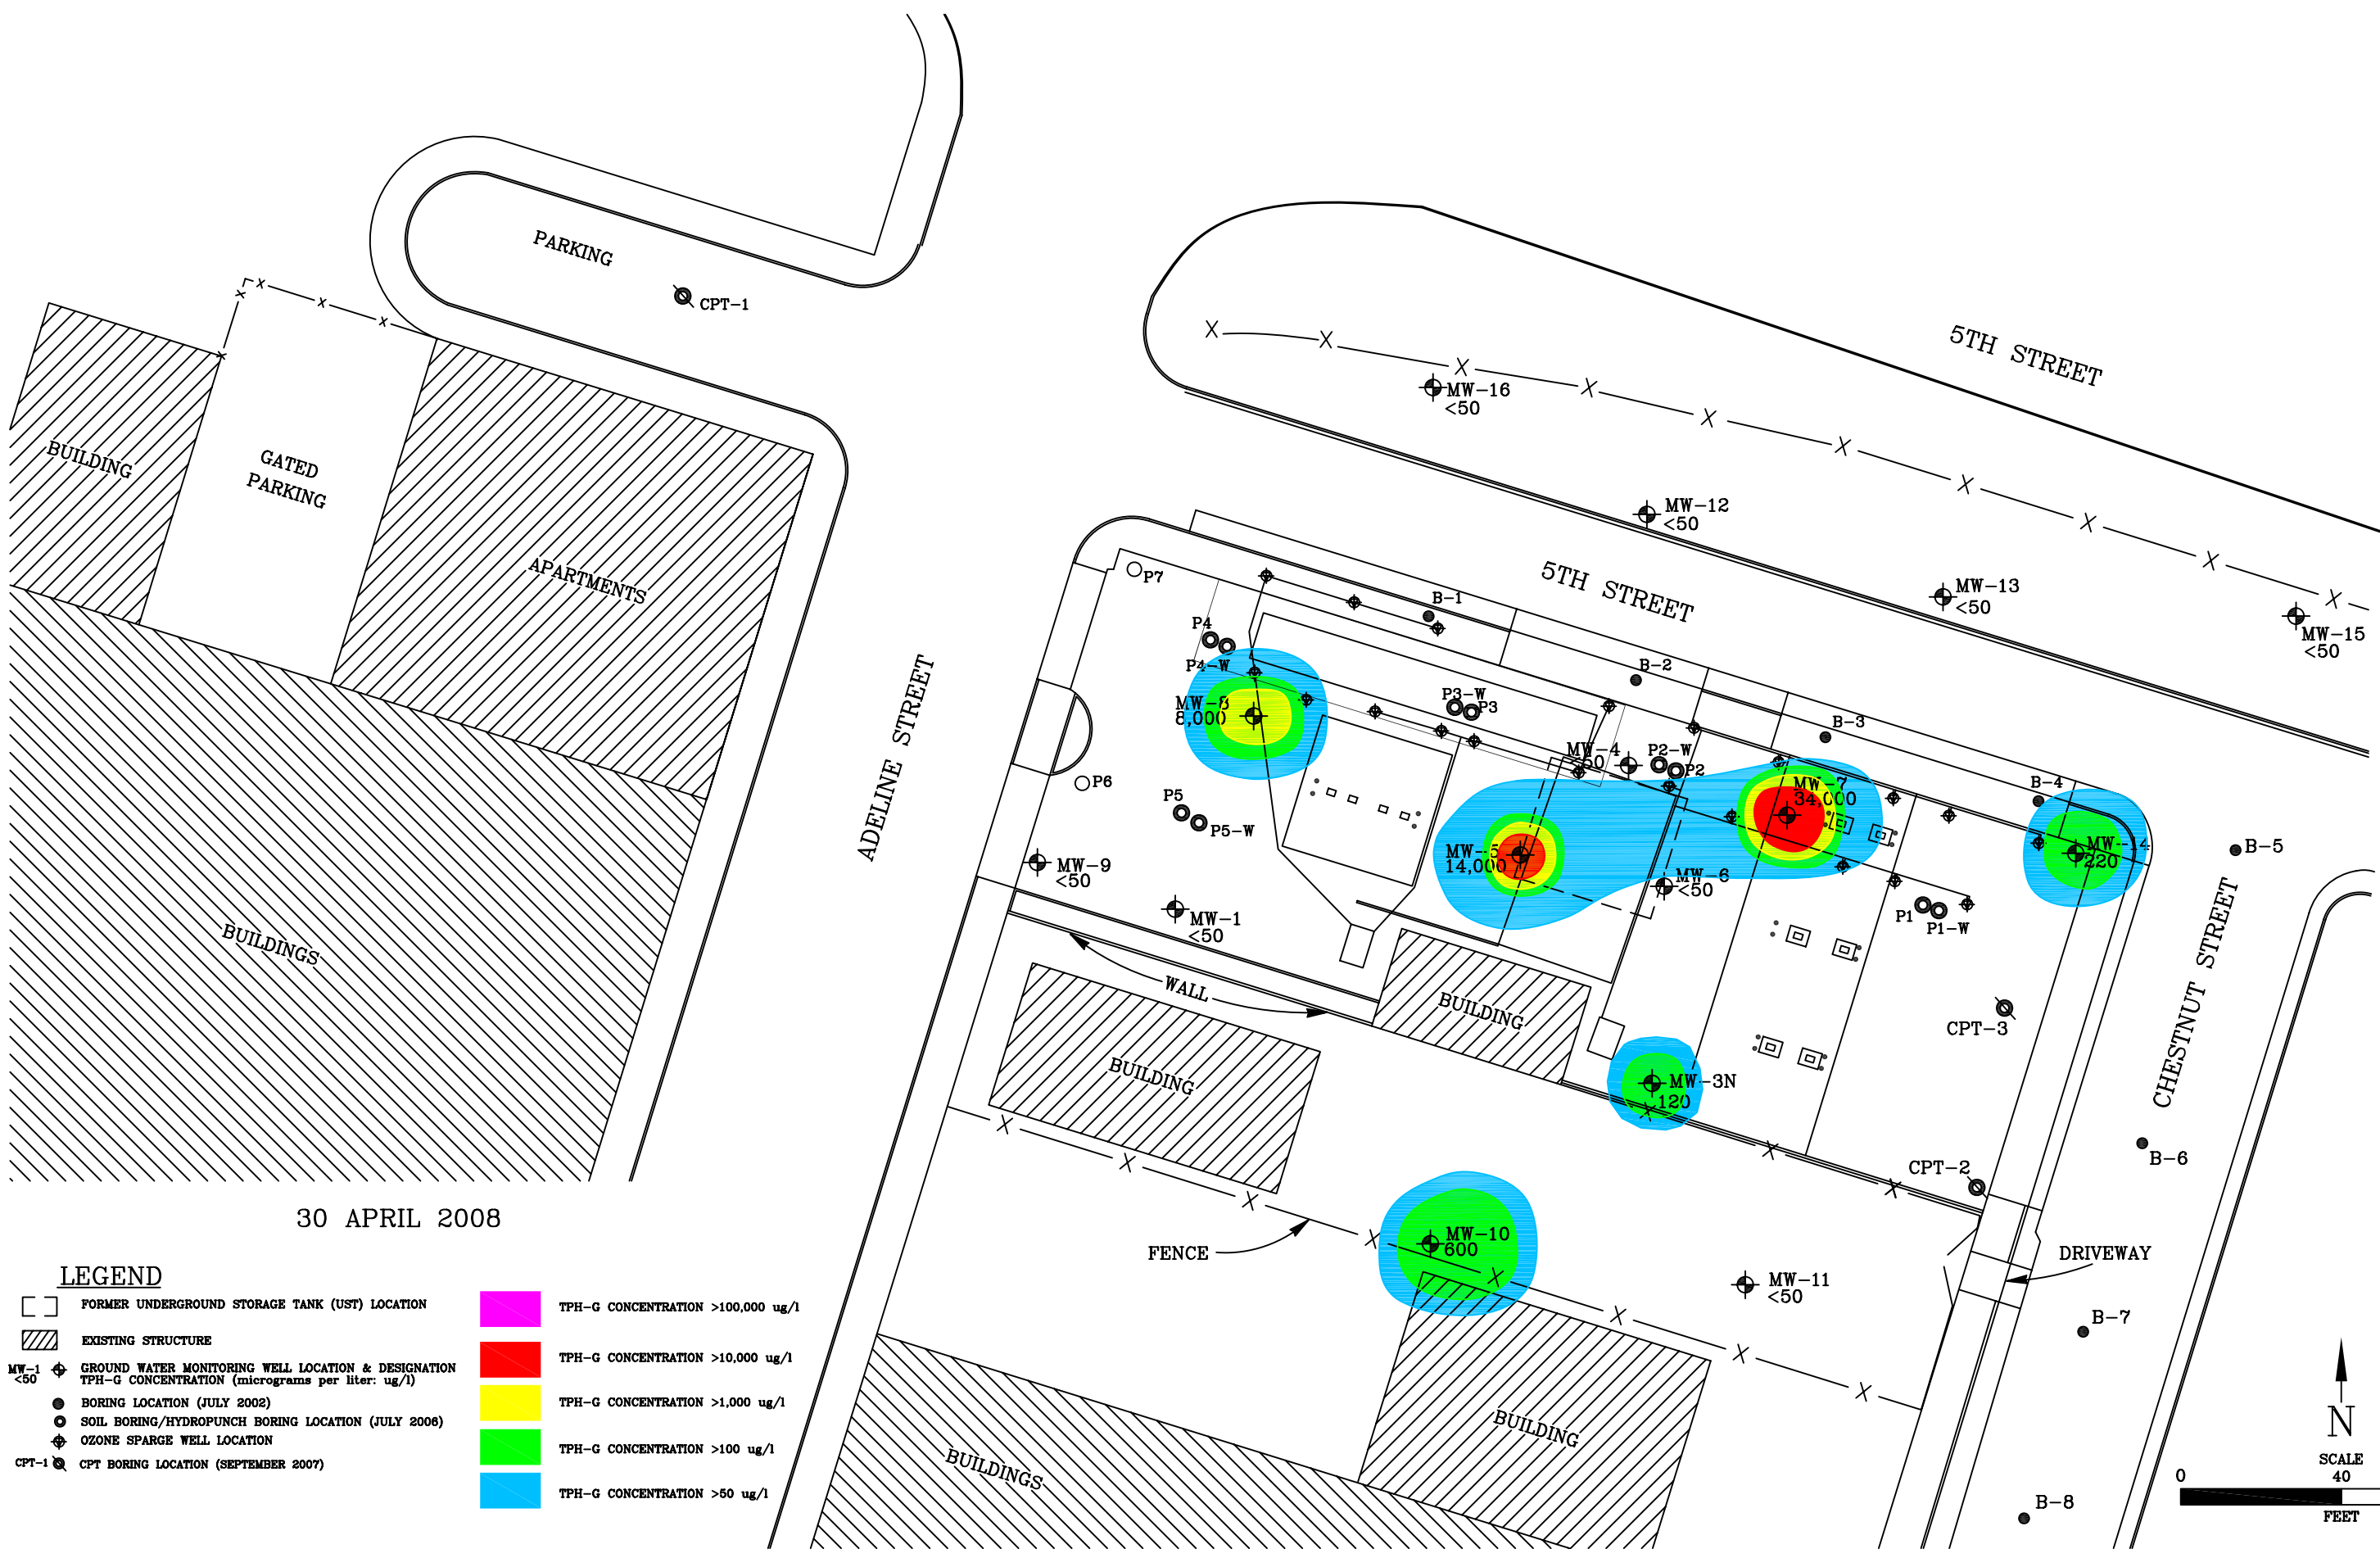 PARKING
CPT-1
5TH STREET
MW-16
<50
BUILDING
GATED
PARKING
APARTMENTS
MW-12
<50
5TH STREET
MW-13
<50
MW-15
<50
P7
B-1
P4
P4-W
B-2
MW-8
8,000
P3-W
P3
B-3
MW-4
<50
P2-W
P2
P6
P5
P5-W
MW-7
34,000
B-4
ADELINE STREET
MW-5
14,000
MW-14
220
B-5
MW-9
<50
MW-6
<50
MW-1
<50
P1
P1-W
BUILDINGS
WALL
BUILDING
CPT-3
CHESTNUT STREET
BUILDING
MW-3N
120
B-6
CPT-2
30 APRIL 2008
FENCE
MW-10
600
DRIVEWAY
MW-11
<50
B-7
LEGEND
FORMER UNDERGROUND STORAGE TANK (UST) LOCATION
EXISTING STRUCTURE
MW-1
<50
GROUND WATER MONITORING WELL LOCATION & DESIGNATION
TPH-G CONCENTRATION (micrograms per liter: ug/l)
BORING LOCATION (JULY 2002)
SOIL BORING/HYDROPUNCH BORING LOCATION (JULY 2006)
OZONE SPARGE WELL LOCATION
CPT-1 CPT BORING LOCATION (SEPTEMBER 2007)
TPH-G CONCENTRATION >100,000 ug/l
TPH-G CONCENTRATION >10,000 ug/l
TPH-G CONCENTRATION >1,000 ug/l
TPH-G CONCENTRATION >100 ug/l
TPH-G CONCENTRATION >50 ug/l
BUILDING
BUILDINGS
N
SCALE
0 40
FEET
B-8